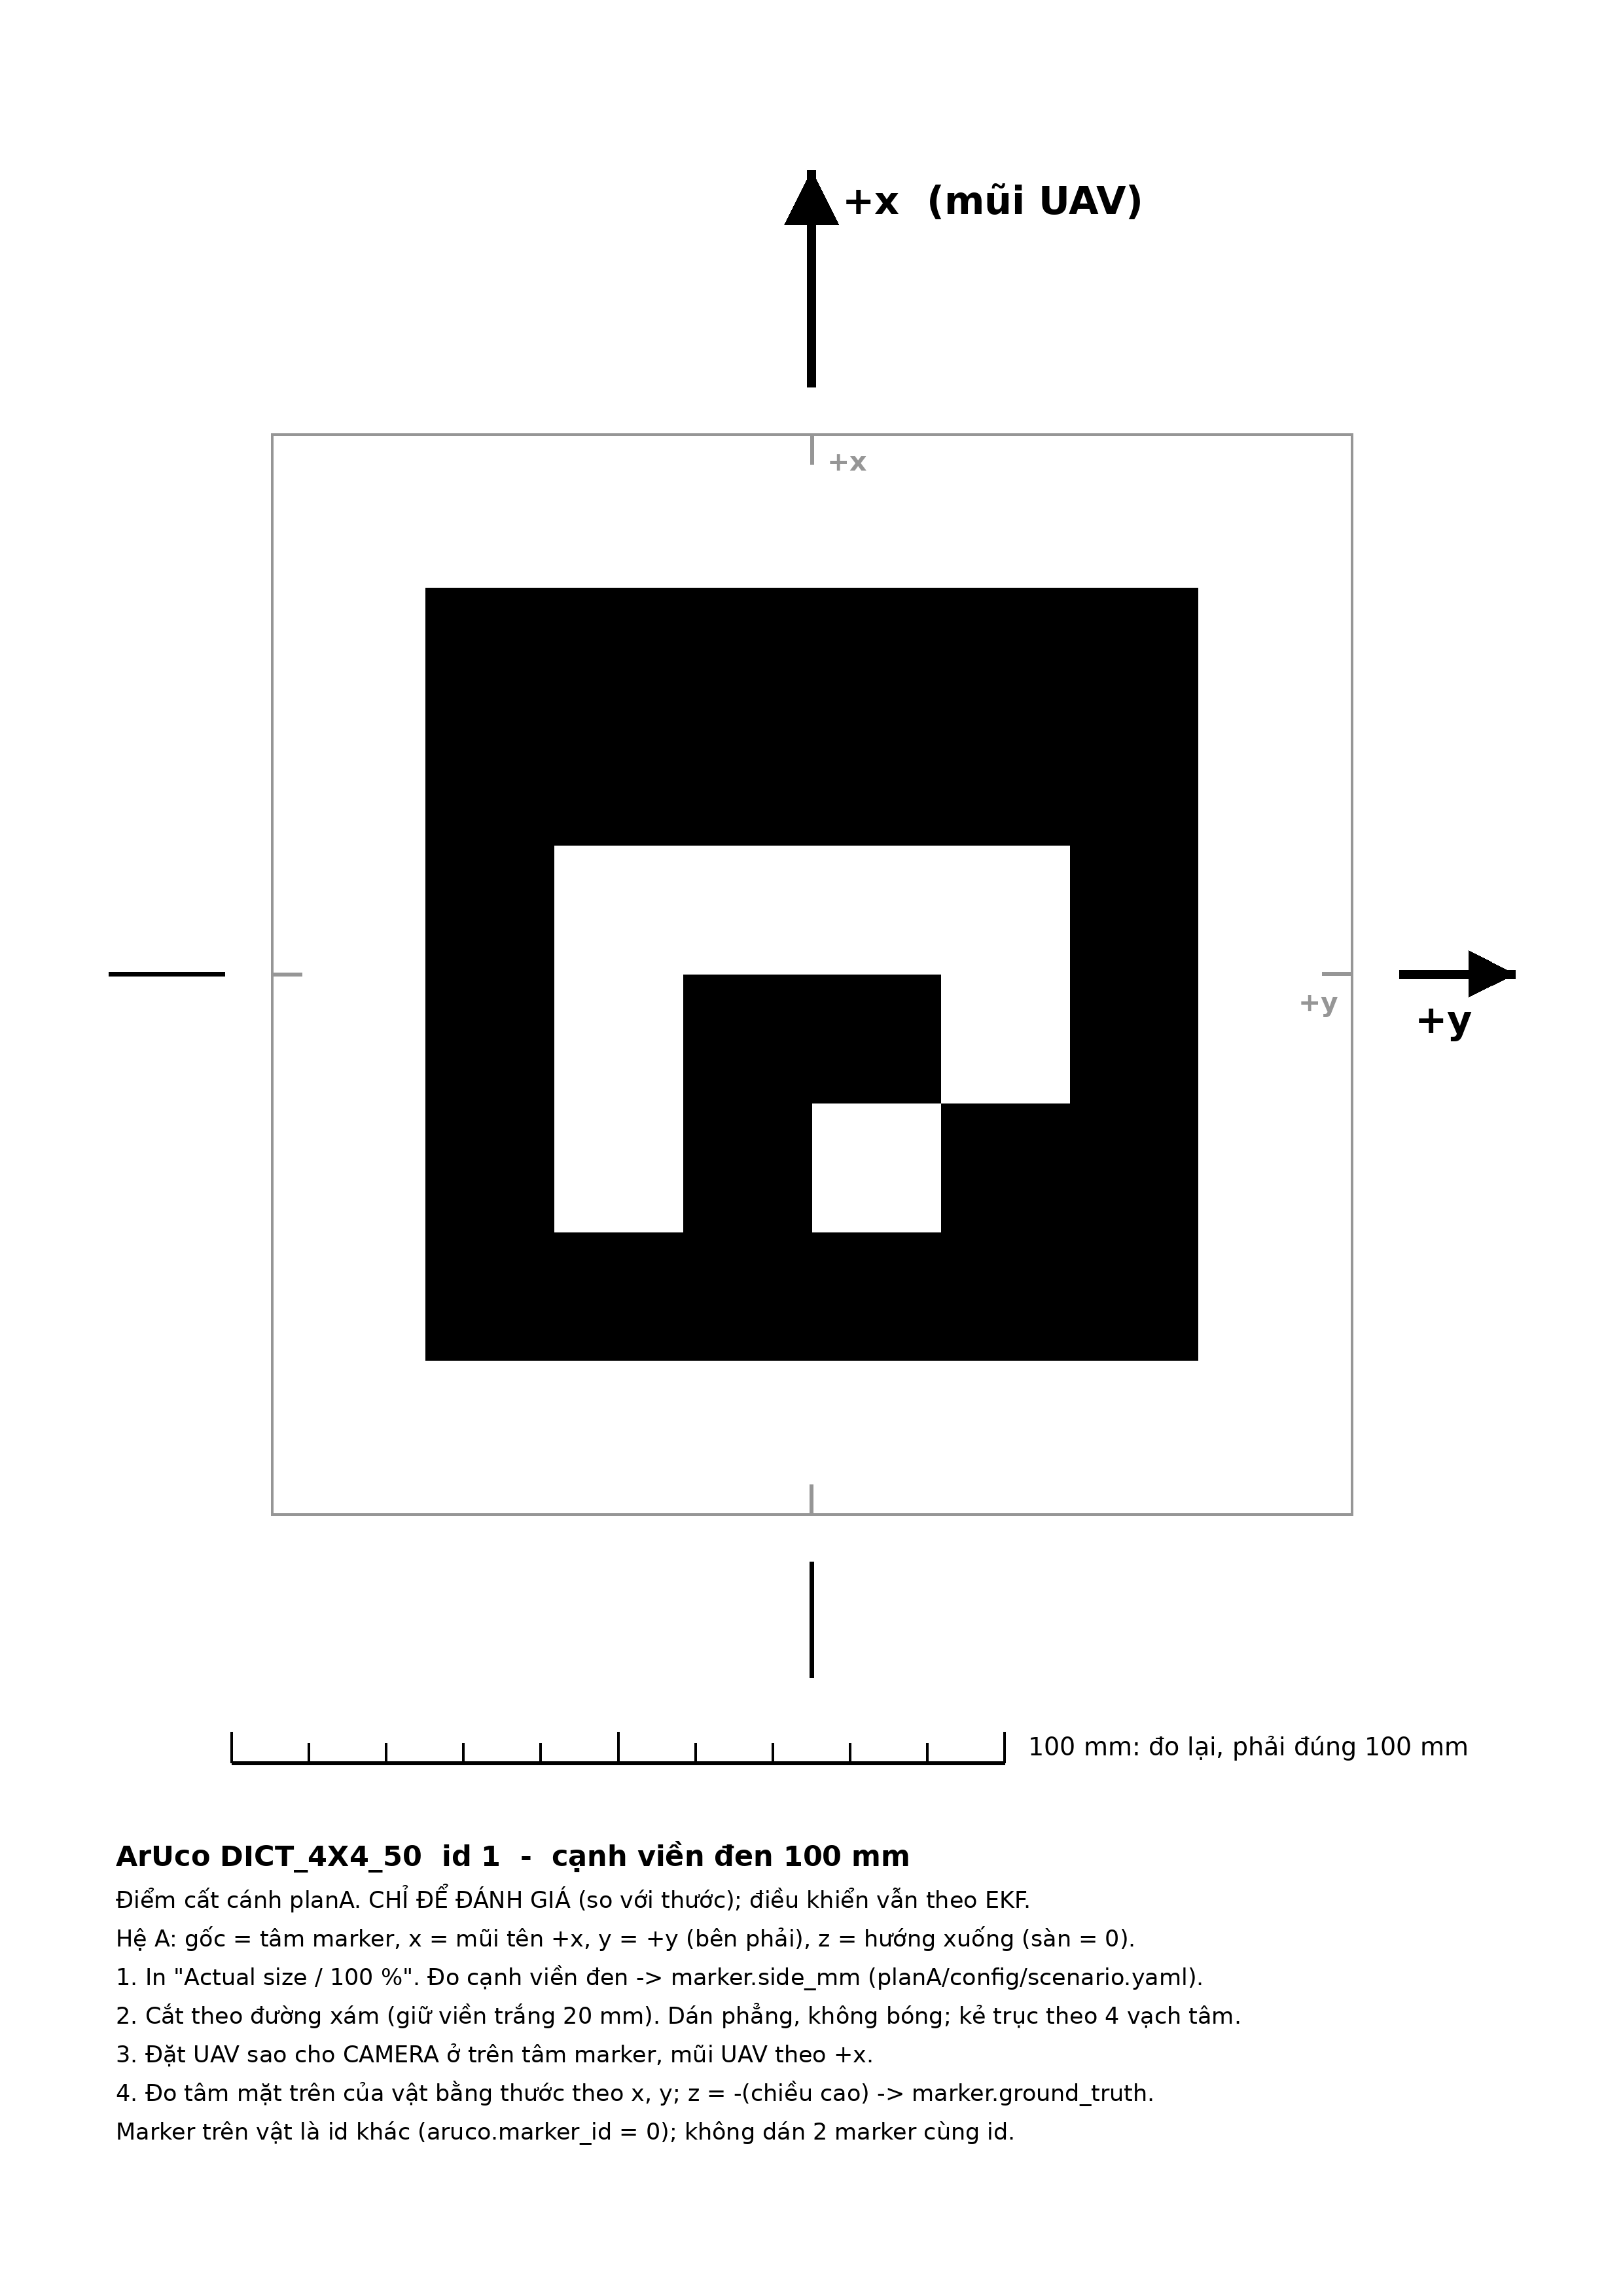 +x (mũi UAV)
+x
+y
+y
100 mm: đo lại, phải đúng 100 mm
ArUco DICT_4X4_50 id 1 - cạnh viền đen 100 mm
Điểm cất cánh planA. CHỈ ĐỂ ĐÁNH GIÁ (so với thước); điều khiển vẫn theo EKF.
Hệ A: gốc = tâm marker, x = mũi tên +x, y = +y (bên phải), z = hướng xuống (sàn = 0).
1. In "Actual size / 100 %". Đo cạnh viền đen -> marker.side_mm (planA/config/scenario.yaml).
2. Cắt theo đường xám (giữ viền trắng 20 mm). Dán phẳng, không bóng; kẻ trục theo 4 vạch tâm.
3. Đặt UAV sao cho CAMERA ở trên tâm marker, mũi UAV theo +x.
4. Đo tâm mặt trên của vật bằng thước theo x, y; z = -(chiều cao) -> marker.ground_truth.
Marker trên vật là id khác (aruco.marker_id = 0); không dán 2 marker cùng id.